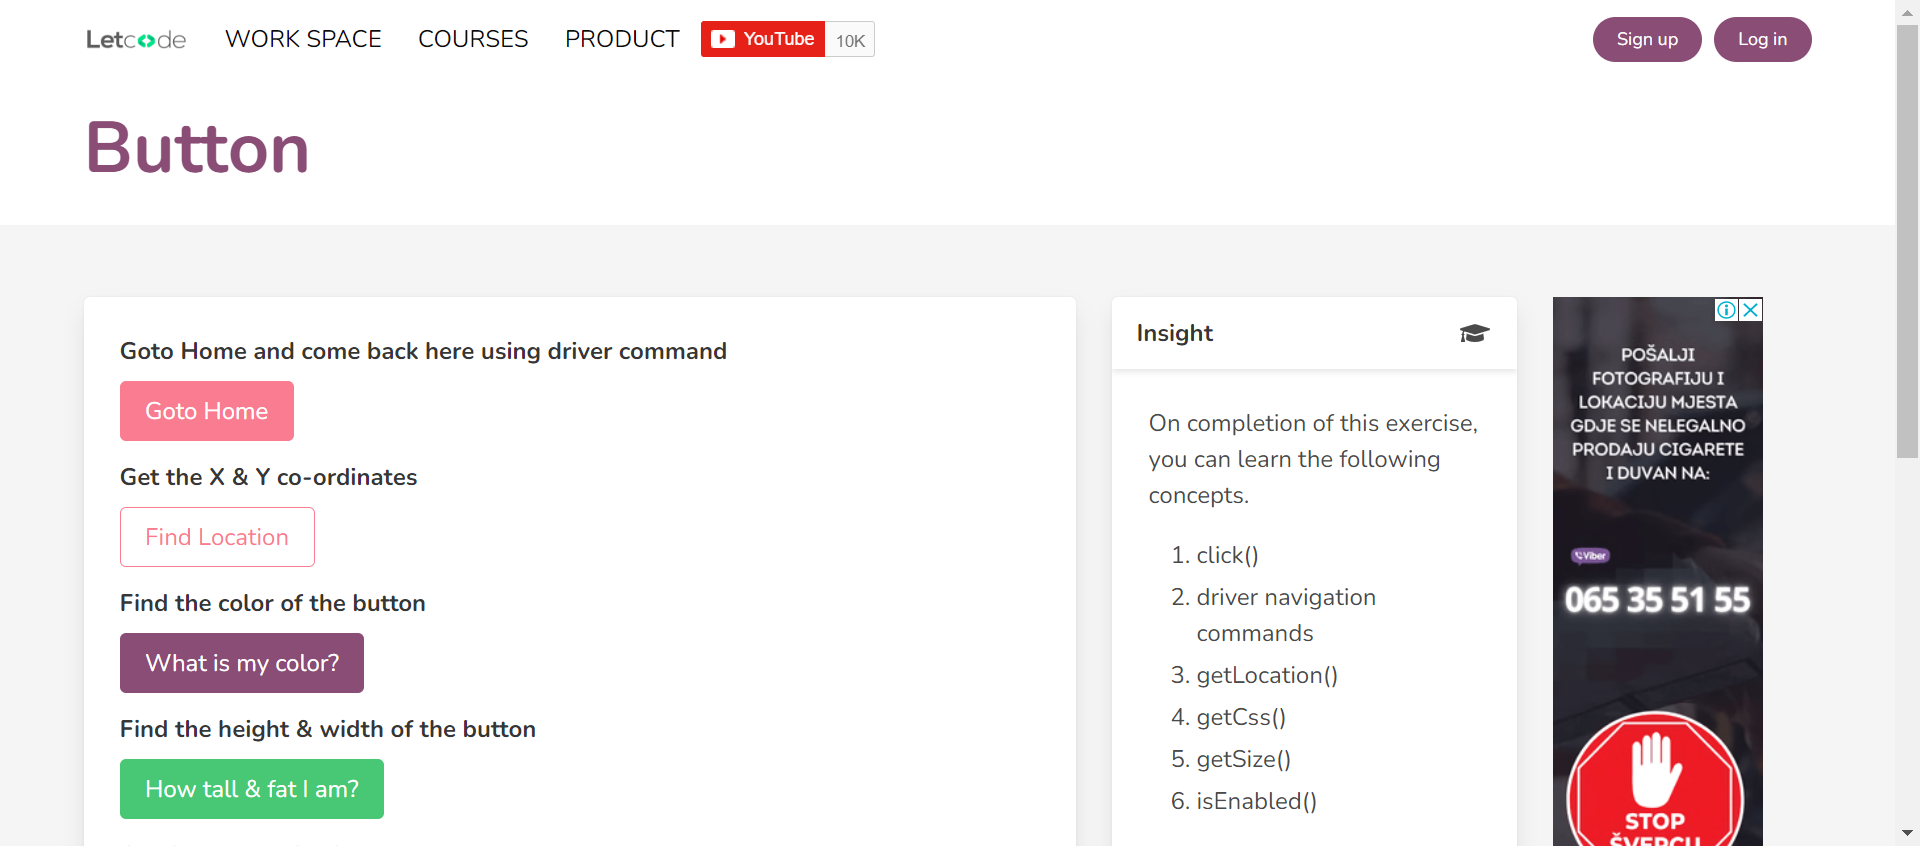 Letcode WORK SPACE COURSES PRODUCT YouTube 10K Sign up Log in
Button
Goto Home and come back here using driver command
Goto Home
Get the X & Y co-ordinates
Find Location
Find the color of the button
What is my color?
Find the height & width of the button
How tall & fat I am?
Insight
On completion of this exercise,
you can learn the following
concepts.
1. click()
2. driver navigation
commands
3. getLocation()
4. getCss()
5. getSize()
6. isEnabled()
POŠALJI
FOTOGRAFIJU I
LOKACIJU MJESTA
GDJE SE NELEGALNO
PRODAJU CIGARETE
I DUVAN NA:
Viber
065 35 51 55
STOP
ŠVERCU